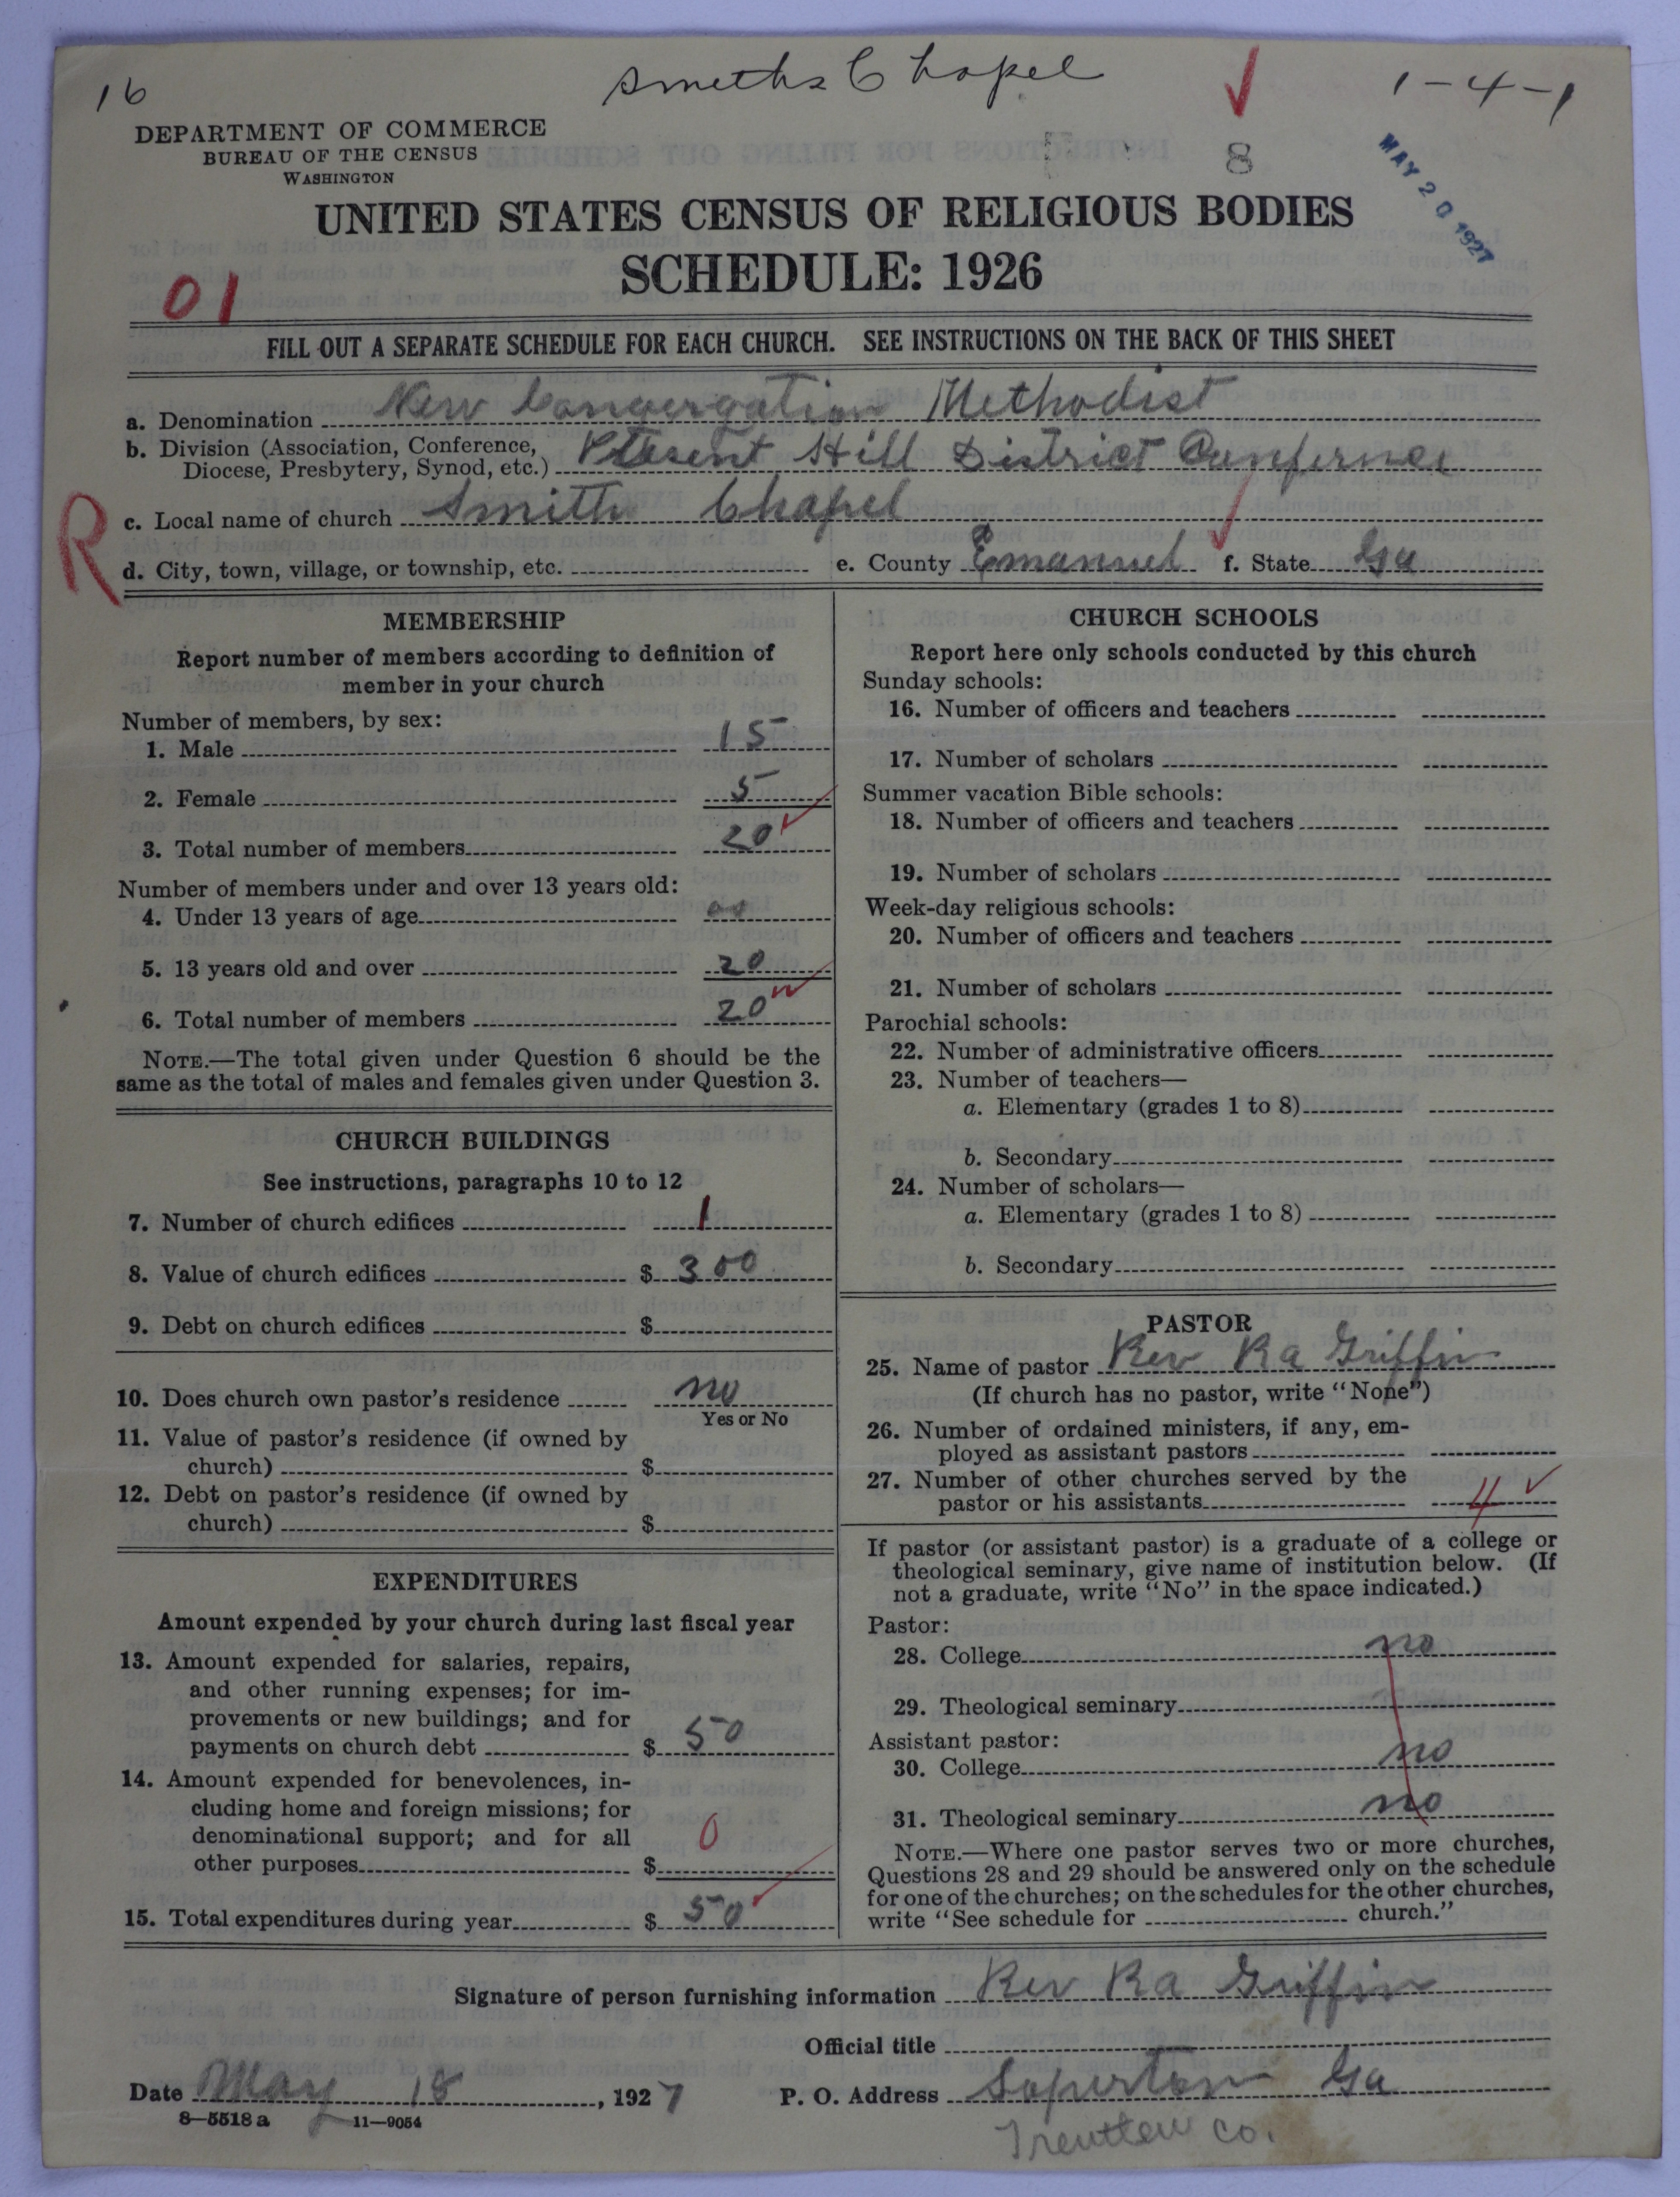 16
Smeths Chapel
1-4-1
DEPARTMENT OF COMMERCE
BUREAU OF THE CENSUS
WASHINGTON
8
MAY 20 1927
UNITED STATES CENSUS OF RELIGIOUS BODIES
SCHEDULE: 1926
01
FILL OUT A SEPARATE SCHEDULE FOR EACH CHURCH. SEE INSTRUCTIONS ON THE BACK OF THIS SHEET
a. Denomination New Methodist
b. Division (Association, Conference,
Diocese, Presbytery, Synod, etc.) Hill District
R
c. Local name of church Smith Chapel
d. City, town, village, or township, etc. e. County Emanuel f. State Ga
MEMBERSHIP
Report number of members according to definition of
member in your church
Number of members, by sex:
1. Male 15
2. Female 5
3. Total number of members 20
Number of members under and over 13 years old:
4. Under 13 years of age
5. 13 years old and over 20
6. Total number of members 20
NOTE.—The total given under Question 6 should be the
same as the total of males and females given under Question 3.
CHURCH BUILDINGS
See instructions, paragraphs 10 to 12
7. Number of church edifices 1
8. Value of church edifices $ 300
9. Debt on church edifices $
10. Does church own pastor's residence no
Yes or No
11. Value of pastor's residence (if owned by
church) $
12. Debt on pastor's residence (if owned by
church) $
EXPENDITURES
Amount expended by your church during last fiscal year
13. Amount expended for salaries, repairs,
and other running expenses; for im-
provements or new buildings; and for
payments on church debt $ 50
14. Amount expended for benevolences, in-
cluding home and foreign missions; for
denominational support; and for all
other purposes $ 0
15. Total expenditures during year $ 50
CHURCH SCHOOLS
Report here only schools conducted by this church
Sunday schools:
16. Number of officers and teachers
17. Number of scholars
Summer vacation Bible schools:
18. Number of officers and teachers
19. Number of scholars
Week-day religious schools:
20. Number of officers and teachers
21. Number of scholars
Parochial schools:
22. Number of administrative officers
23. Number of teachers—
a. Elementary (grades 1 to 8)
b. Secondary
24. Number of scholars—
a. Elementary (grades 1 to 8)
b. Secondary
PASTOR
25. Name of pastor Rev Ra Griffin
(If church has no pastor, write "None")
26. Number of ordained ministers, if any, em-
ployed as assistant pastors
27. Number of other churches served by the
pastor or his assistants 4
If pastor (or assistant pastor) is a graduate of a college or
theological seminary, give name of institution below. (If
not a graduate, write "No" in the space indicated.)
Pastor:
28. College no
29. Theological seminary
Assistant pastor:
30. College no
31. Theological seminary no
NOTE.—Where one pastor serves two or more churches,
Questions 28 and 29 should be answered only on the schedule
for one of the churches; on the schedules for the other churches,
write "See schedule for church."
Signature of person furnishing information Rev Ra Griffin
Official title
Date May 18, 1927 P. O. Address Soperton Ga
8—5518 a 11—9054
Treutlen Co.